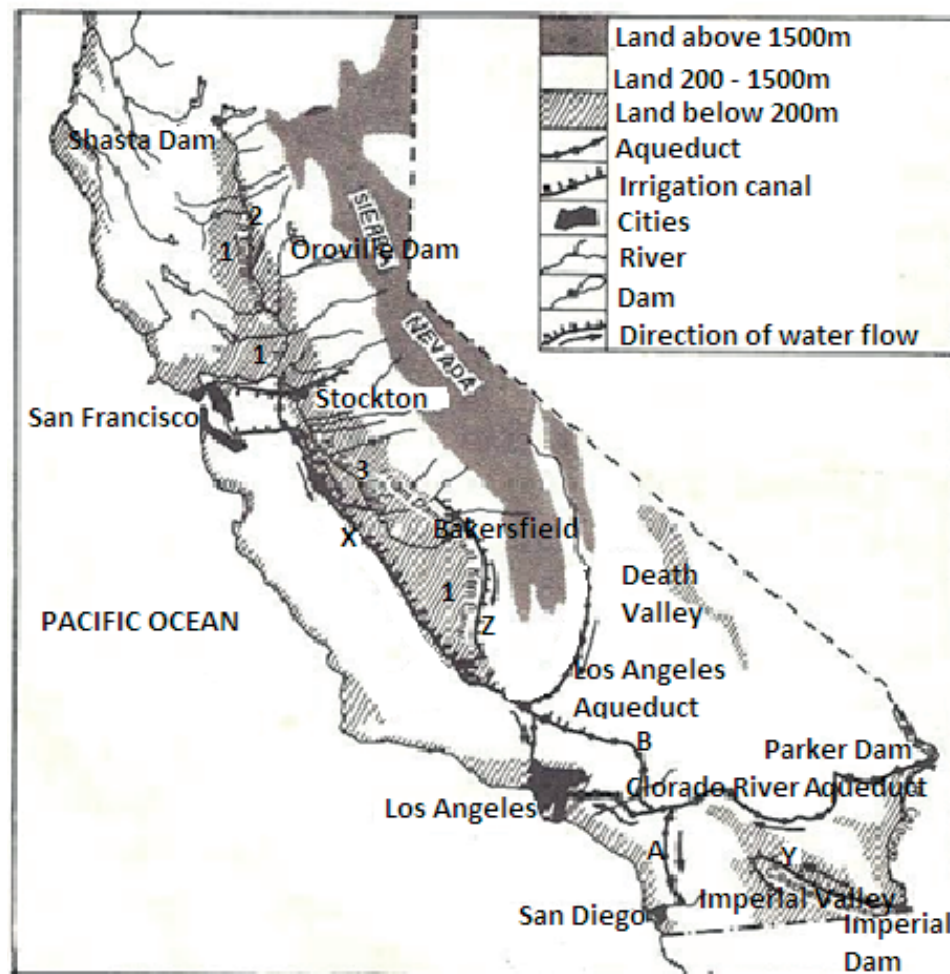 Land above 1500m
Land 200 - 1500m
Land below 200m
Aqueduct
Irrigation canal
Cities
River
Dam
Direction of water flow
Shasta Dam
2
1
SIERRA
Oroville Dam
NEVADA
1
Stockton
San Francisco
3
X
Bakersfield
1
Death
Valley
PACIFIC OCEAN
Z
Los Angeles
Aqueduct
B
Parker Dam
Clorado River Aqueduct
Los Angeles
A
Y
Imperial Valley
San Diego
Imperial
Dam